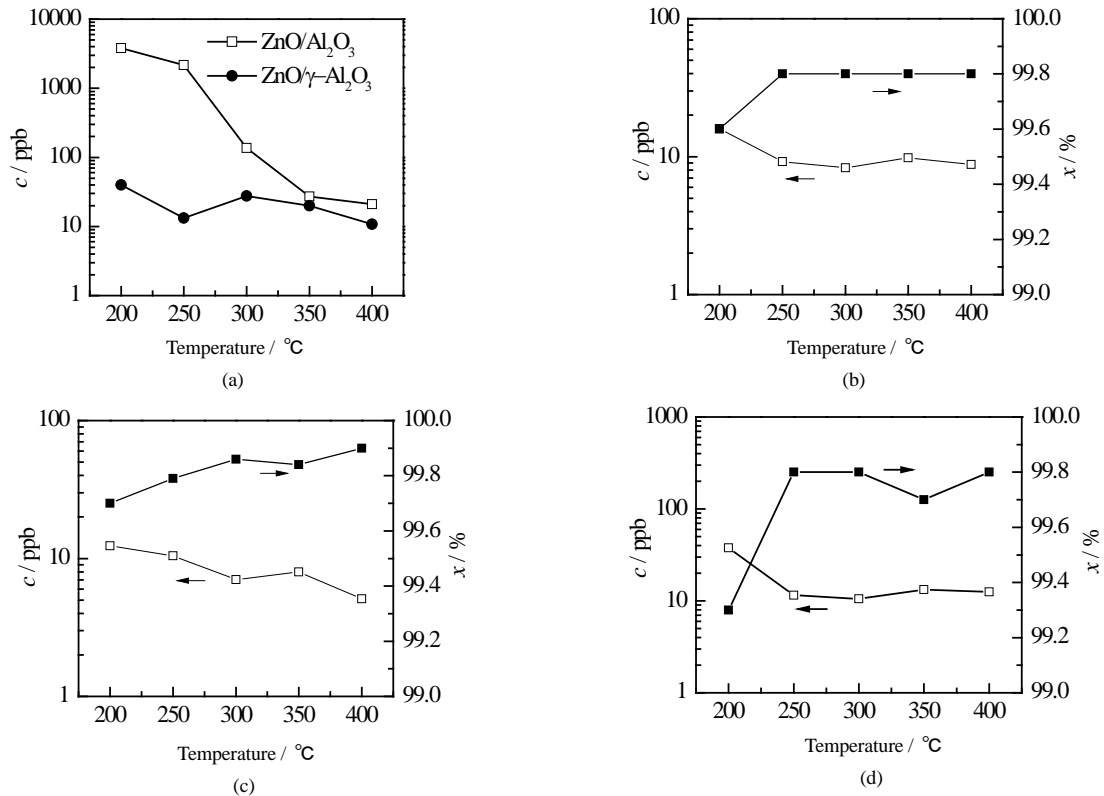 10000
1000
100
10
1
c / ppb
ZnO/Al2O3
ZnO/γ–Al2O3
200 250 300 350 400
Temperature / °C
(a)
100
10
1
c / ppb
100.0
99.8
99.6
99.4
99.2
99.0
x / %
200 250 300 350 400
Temperature / °C
(b)
100
10
1
c / ppb
100.0
99.8
99.6
99.4
99.2
99.0
x / %
200 250 300 350 400
Temperature / °C
(c)
1000
100
10
1
c / ppb
100.0
99.8
99.6
99.4
99.2
99.0
x / %
200 250 300 350 400
Temperature / °C
(d)